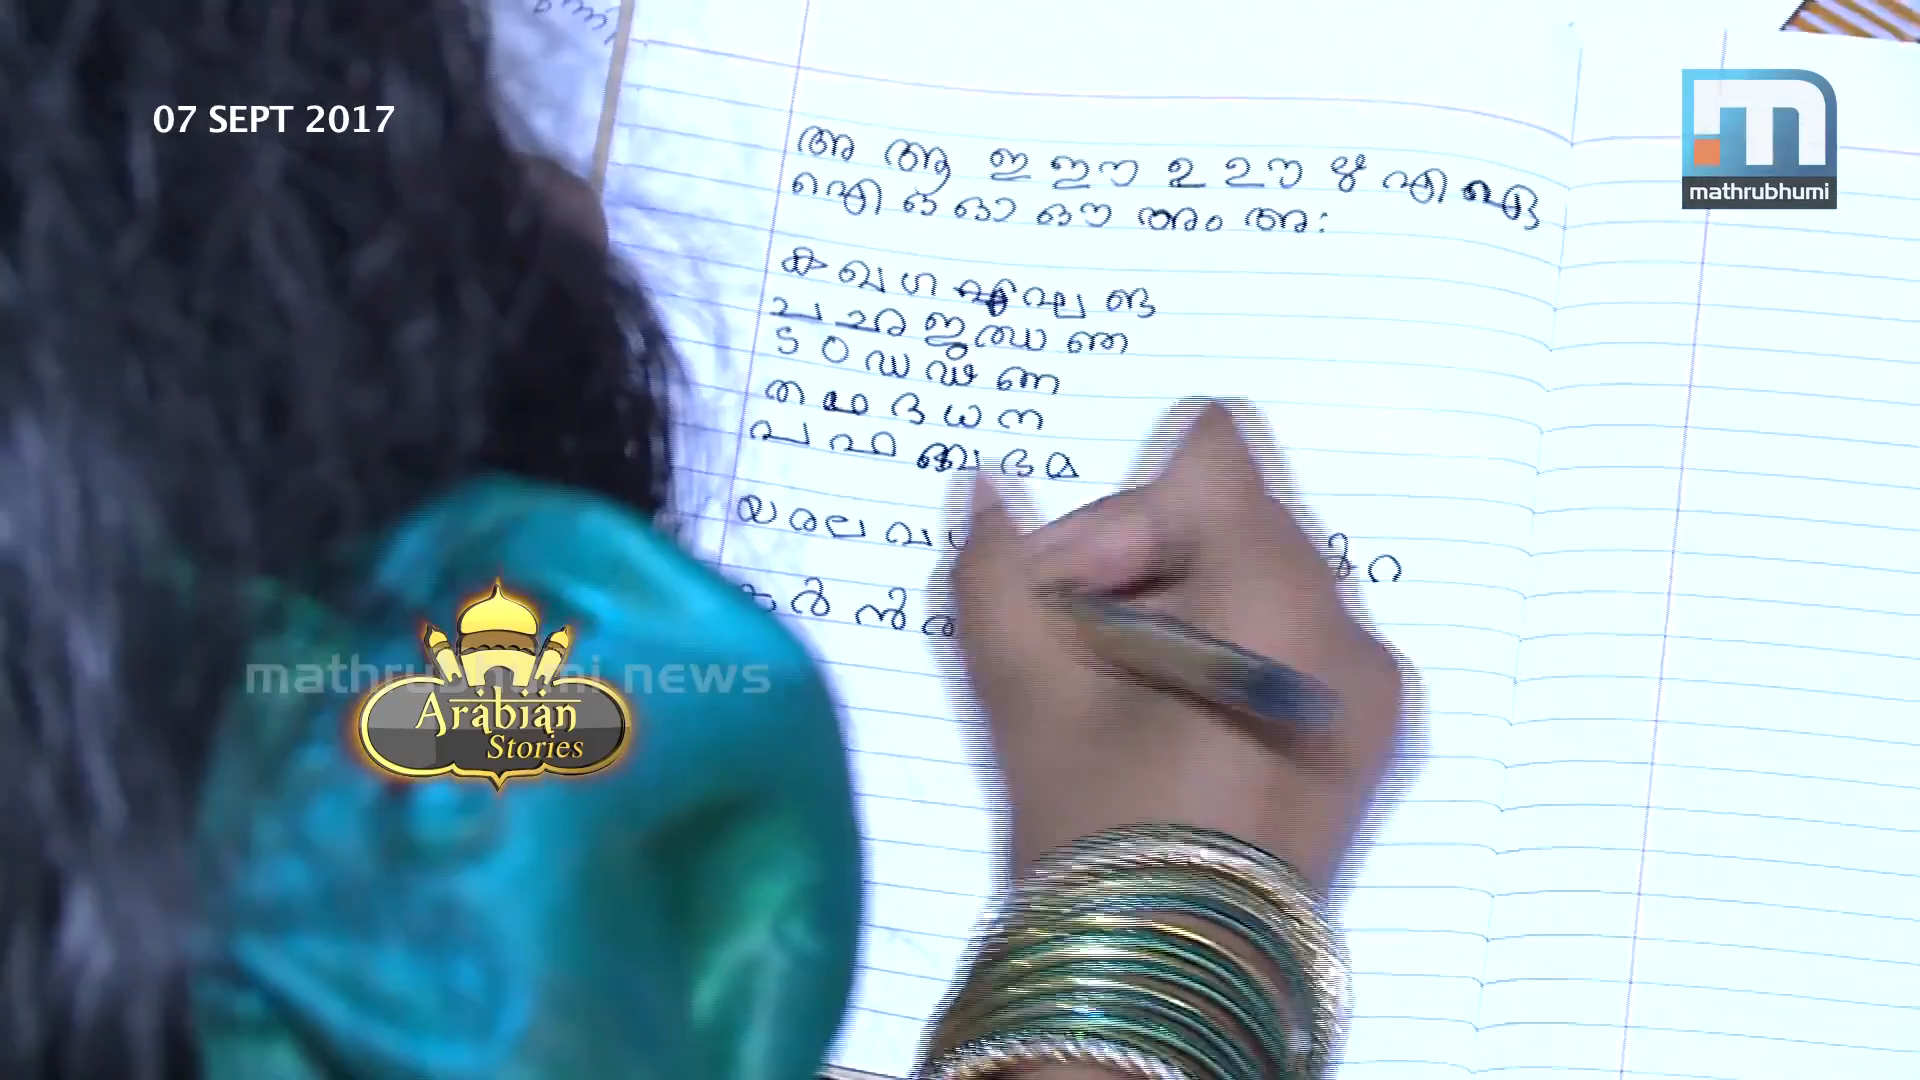 07 SEPT 2017
mathrubhumi
അ ആ ഇ ഈ ഉ ഊ ഋ എ ഏ
ഐ ഒ ഓ ഔ അം അഃ
ക ഖ ഗ ഘ ങ
ച ഛ ജ ഝ ഞ
ട ഠ ഡ ഢ ണ
ത ഥ ദ ധ ന
പ ഫ ബ ഭ മ
യ ര ല വ റ
ർ ൻ
mathrubhumi news
Arabian
Stories